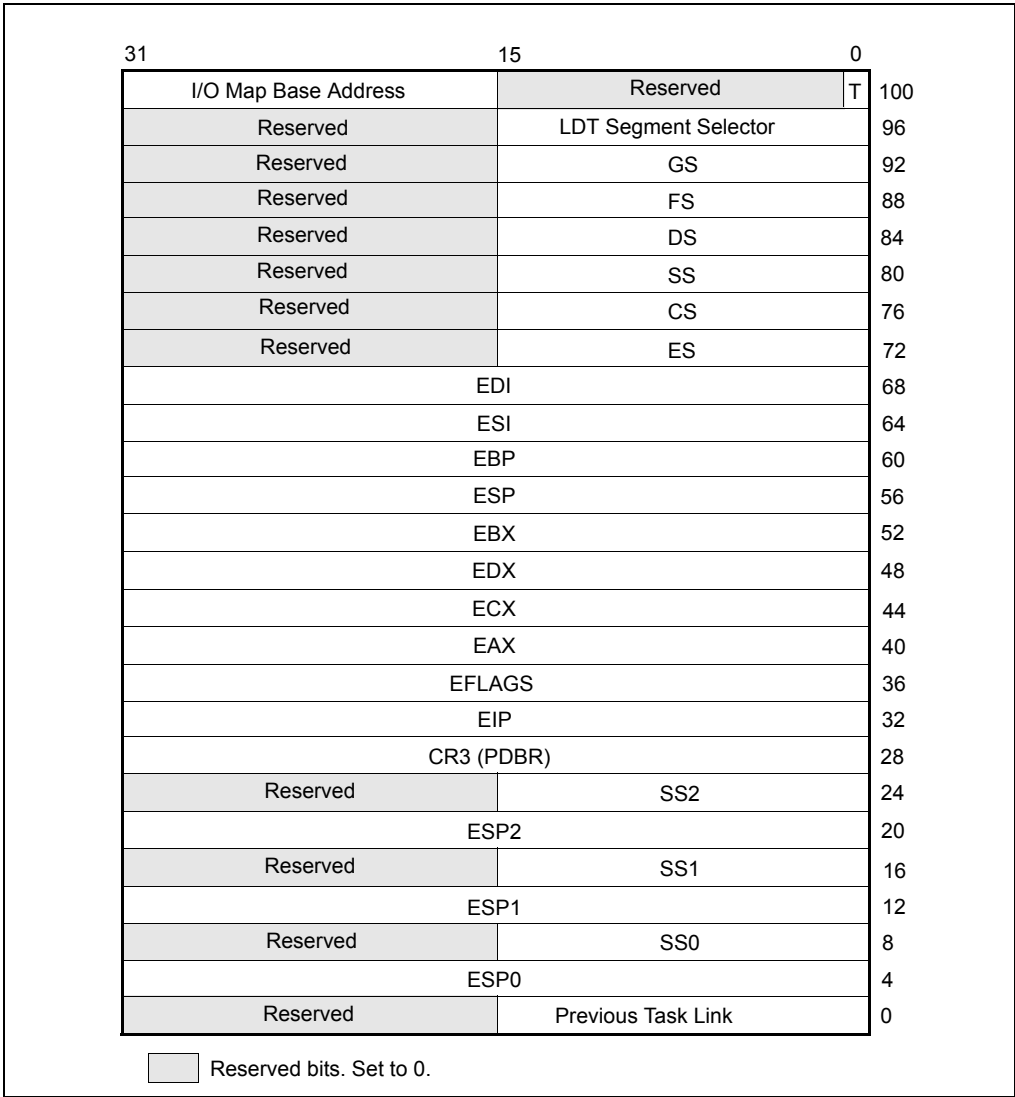 31 15 0
I/O Map Base Address Reserved T 100
Reserved LDT Segment Selector 96
Reserved GS 92
Reserved FS 88
Reserved DS 84
Reserved SS 80
Reserved CS 76
Reserved ES 72
EDI 68
ESI 64
EBP 60
ESP 56
EBX 52
EDX 48
ECX 44
EAX 40
EFLAGS 36
EIP 32
CR3 (PDBR) 28
Reserved SS2 24
ESP2 20
Reserved SS1 16
ESP1 12
Reserved SS0 8
ESP0 4
Reserved Previous Task Link 0
Reserved bits. Set to 0.